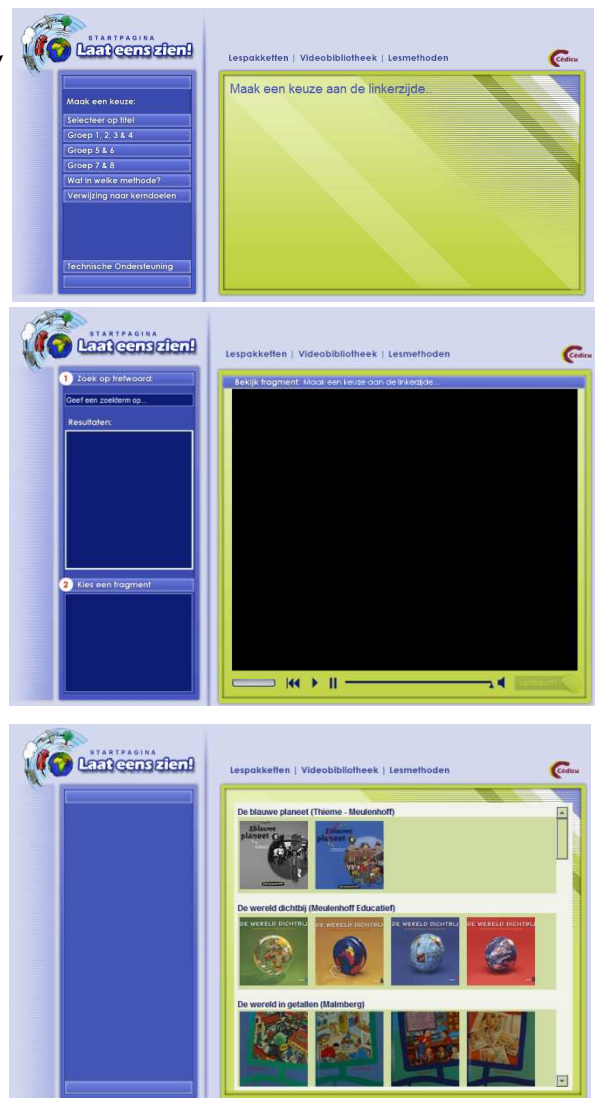 STARTPAGINA
Laat eens zien!
Lespakketten | Videobibliotheek | Lesmethoden
Cédicu
Maak een keuze:
Selecteer op titel
Groep 1, 2, 3 & 4
Groep 5 & 6
Groep 7 & 8
Wat in welke methode?
Verwijzing naar kerndoelen
Technische Ondersteuning
Maak een keuze aan de linkerzijde..
STARTPAGINA
Laat eens zien!
Lespakketten | Videobibliotheek | Lesmethoden
Cédicu
1 Zoek op trefwoord:
Geef een zoekterm op...
Resultaten:
2 Kies een fragment
Bekijk fragment: Maak een keuze aan de linkerzijde...
opdracht
STARTPAGINA
Laat eens zien!
Lespakketten | Videobibliotheek | Lesmethoden
Cédicu
De blauwe planeet (Thieme - Meulenhoff)
blauwe planeet
blauwe planeet
De wereld dichtbij (Meulenhoff Educatief)
DE WERELD DICHTBIJ
DE WERELD DICHTBIJ
6
DE WERELD DICHTBIJ
DE WERELD DICHTBIJ
De wereld in getallen (Malmberg)